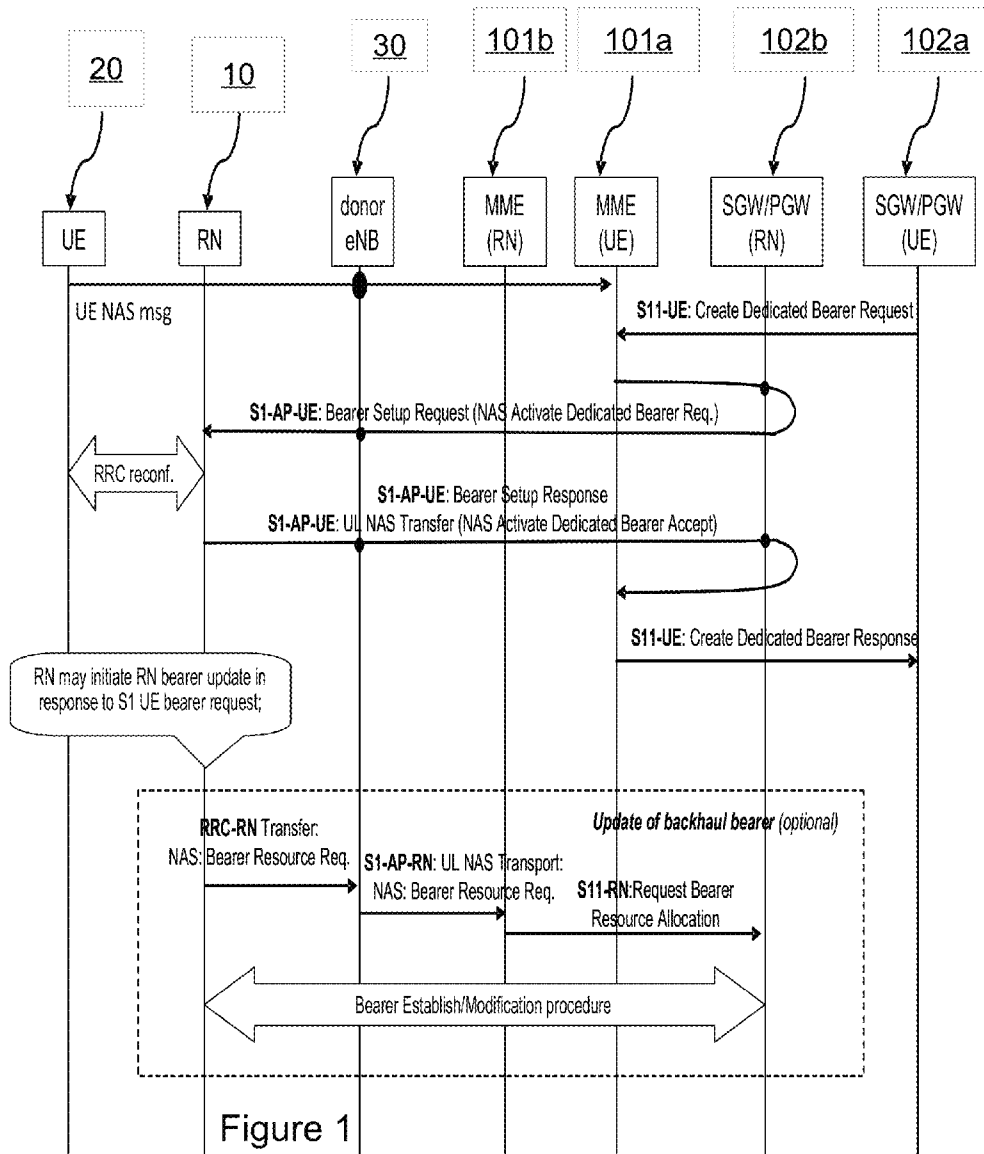 20
10
30
101b
101a
102b
102a
UE
RN
donor
eNB
MME
(RN)
MME
(UE)
SGW/PGW
(RN)
SGW/PGW
(UE)
UE NAS msg
S11-UE: Create Dedicated Bearer Request
S1-AP-UE: Bearer Setup Request (NAS Activate Dedicated Bearer Req.)
RRC reconf.
S1-AP-UE: Bearer Setup Response
S1-AP-UE: UL NAS Transfer (NAS Activate Dedicated Bearer Accept)
S11-UE: Create Dedicated Bearer Response
RN may initiate RN bearer update in
response to S1 UE bearer request;
Update of backhaul bearer (optional)
RRC-RN Transfer:
NAS: Bearer Resource Req.
S1-AP-RN: UL NAS Transport:
NAS: Bearer Resource Req.
S11-RN:Request Bearer
Resource Allocation
Bearer Establish/Modification procedure
Figure 1